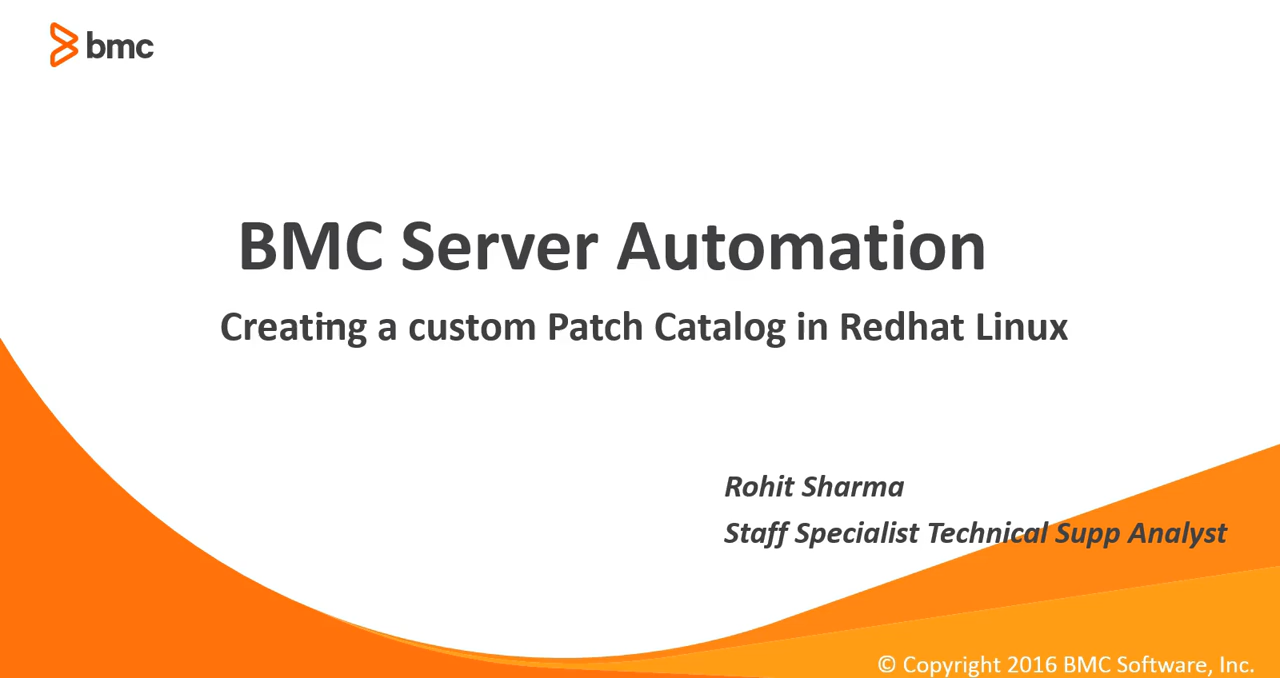 bmc
BMC Server Automation
Creating a custom Patch Catalog in Redhat Linux
Rohit Sharma
Staff Specialist Technical Supp Analyst
© Copyright 2016 BMC Software, Inc.